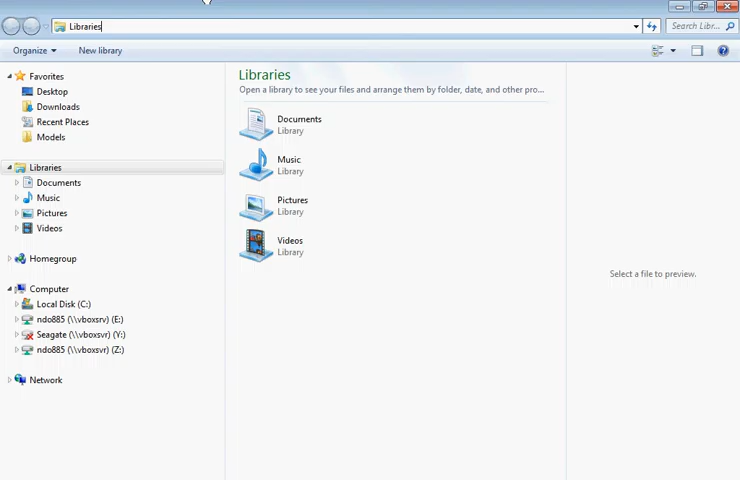 Libraries
Search Libr...
Organize
New library
Favorites
Desktop
Downloads
Recent Places
Models
Libraries
Documents
Music
Pictures
Videos
Homegroup
Computer
Local Disk (C:)
ndo885 (\\vboxsrv) (E:)
Seagate (\\vboxsvr) (Y:)
ndo885 (\\vboxsvr) (Z:)
Network
Libraries
Open a library to see your files and arrange them by folder, date, and other pro...
Documents
Library
Music
Library
Pictures
Library
Videos
Library
Select a file to preview.